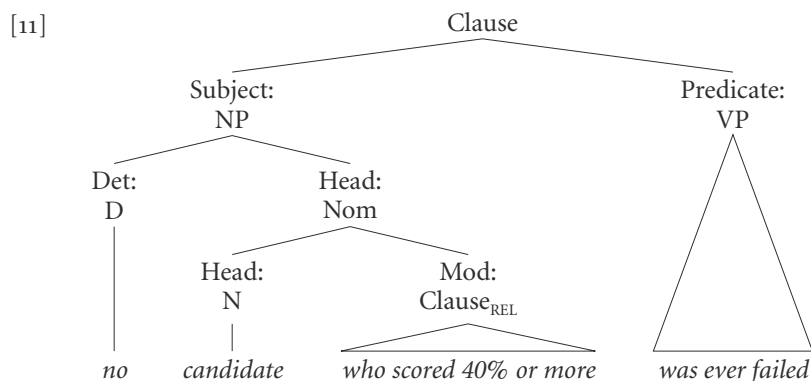 [11]
Clause
Subject: Predicate:
NP VP
Det: Head:
D Nom
Head: Mod:
N Clause_REL
no candidate who scored 40% or more was ever failed